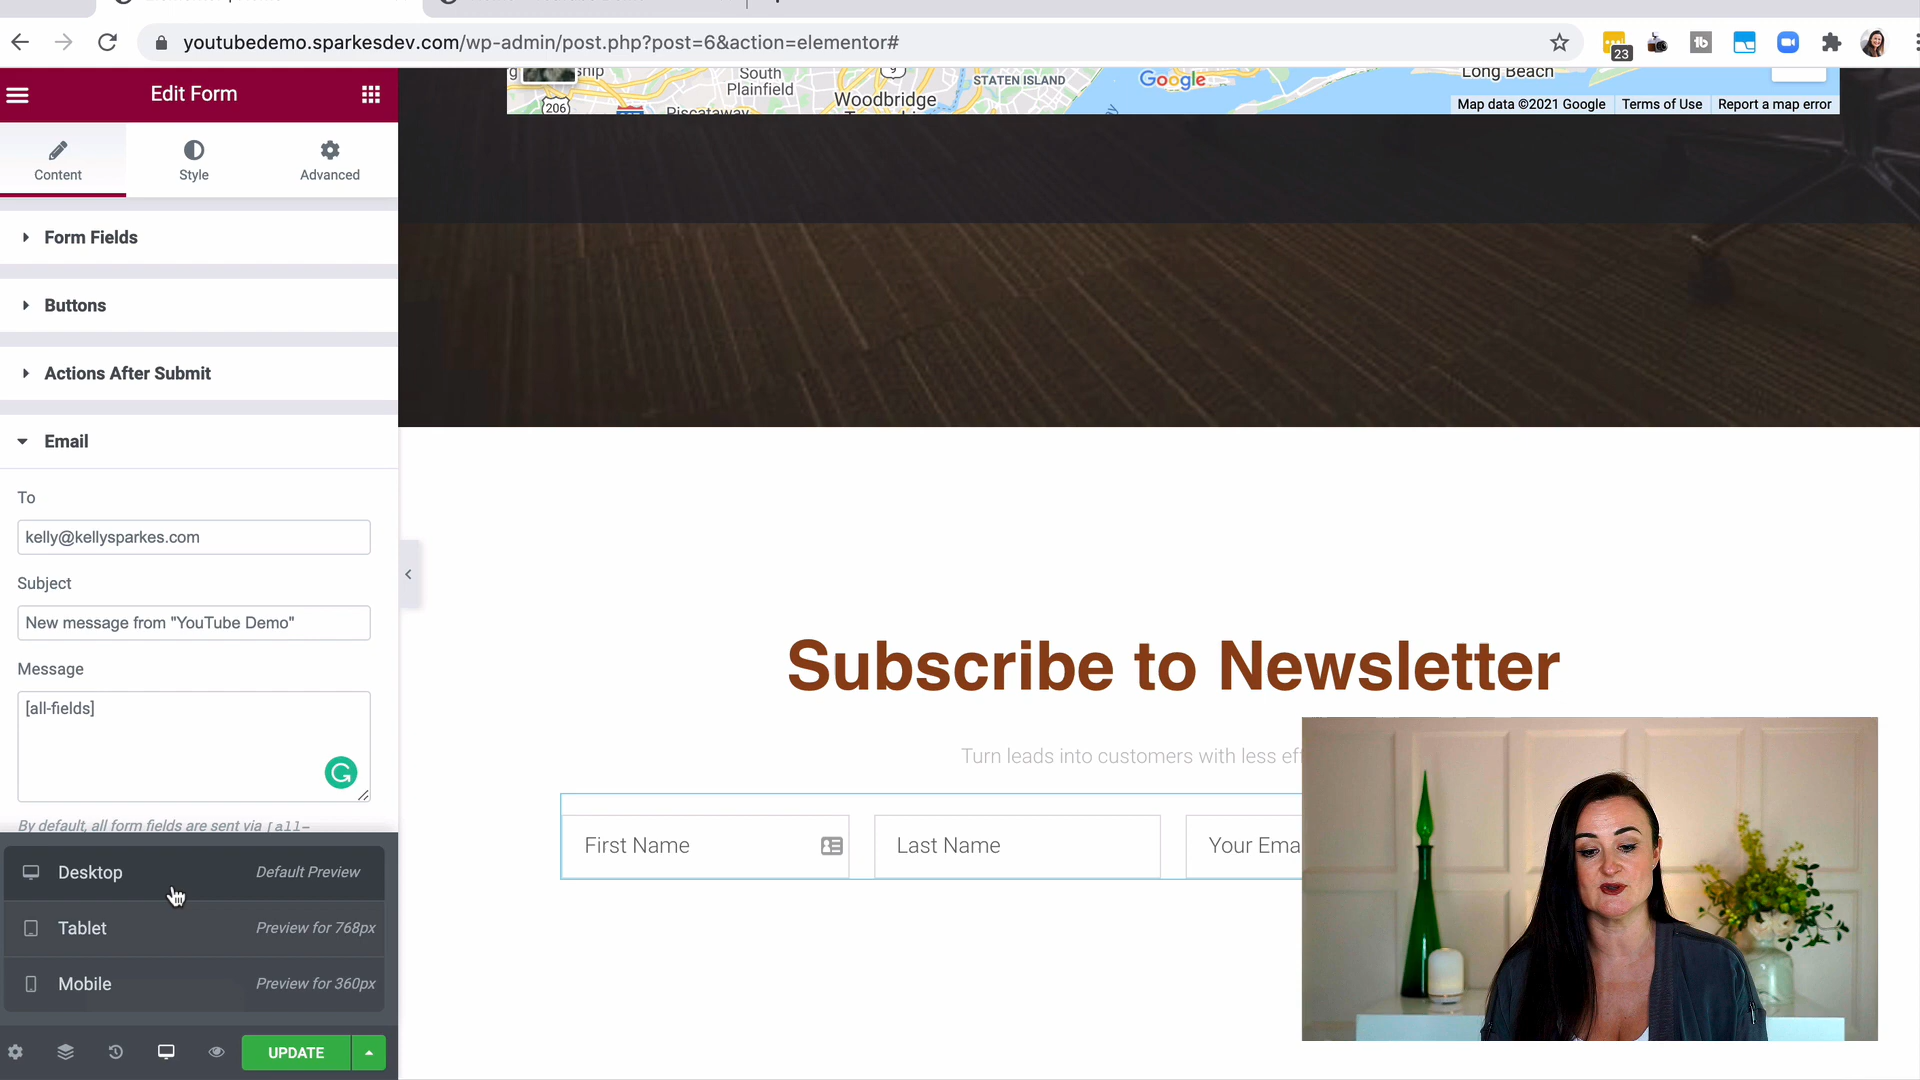 youtubedemo.sparkesdev.com/wp-admin/post.php?post=6&action=elementor#
23
Edit Form
Content
Style
Advanced
Form Fields
Buttons
Actions After Submit
Email
To
kelly@kellysparkes.com
Subject
New message from "YouTube Demo"
Message
[all-fields]
By default, all form fields are sent via [all-
Desktop
Default Preview
Tablet
Preview for 768px
Mobile
Preview for 360px
UPDATE
South
Plainfield
9
STATEN ISLAND
Google
Long Beach
206
Woodbridge
Piscataway
Map data ©2021 Google
Terms of Use
Report a map error
Subscribe to Newsletter
Turn leads into customers with less eff
First Name
Last Name
Your Ema